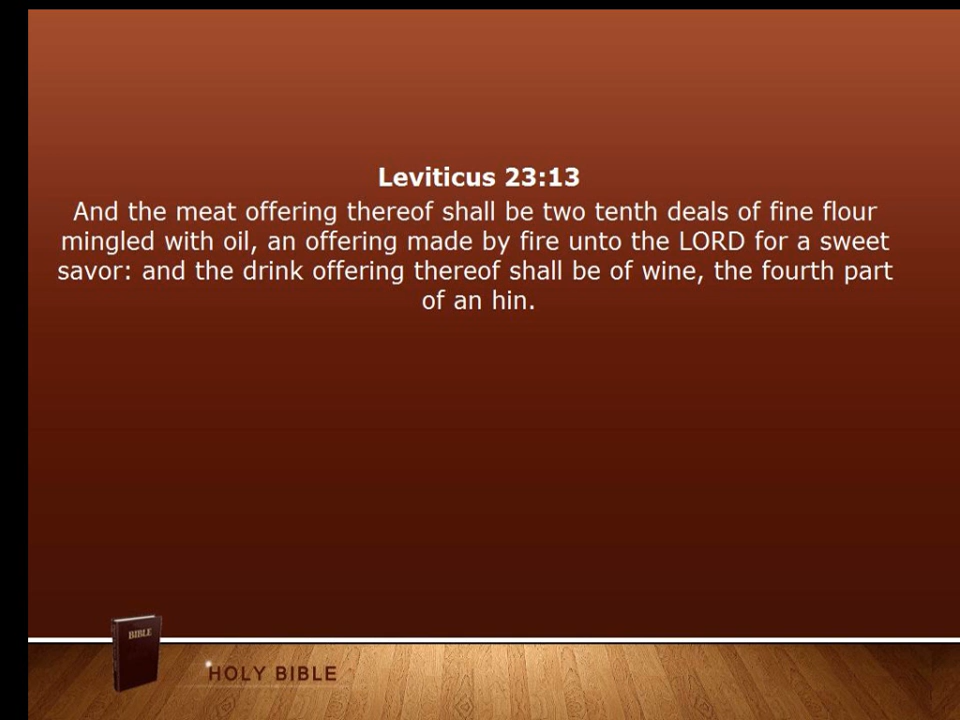 Leviticus 23:13
And the meat offering thereof shall be two tenth deals of fine flour
mingled with oil, an offering made by fire unto the LORD for a sweet
savor: and the drink offering thereof shall be of wine, the fourth part
of an hin.
BIBLE
HOLY BIBLE